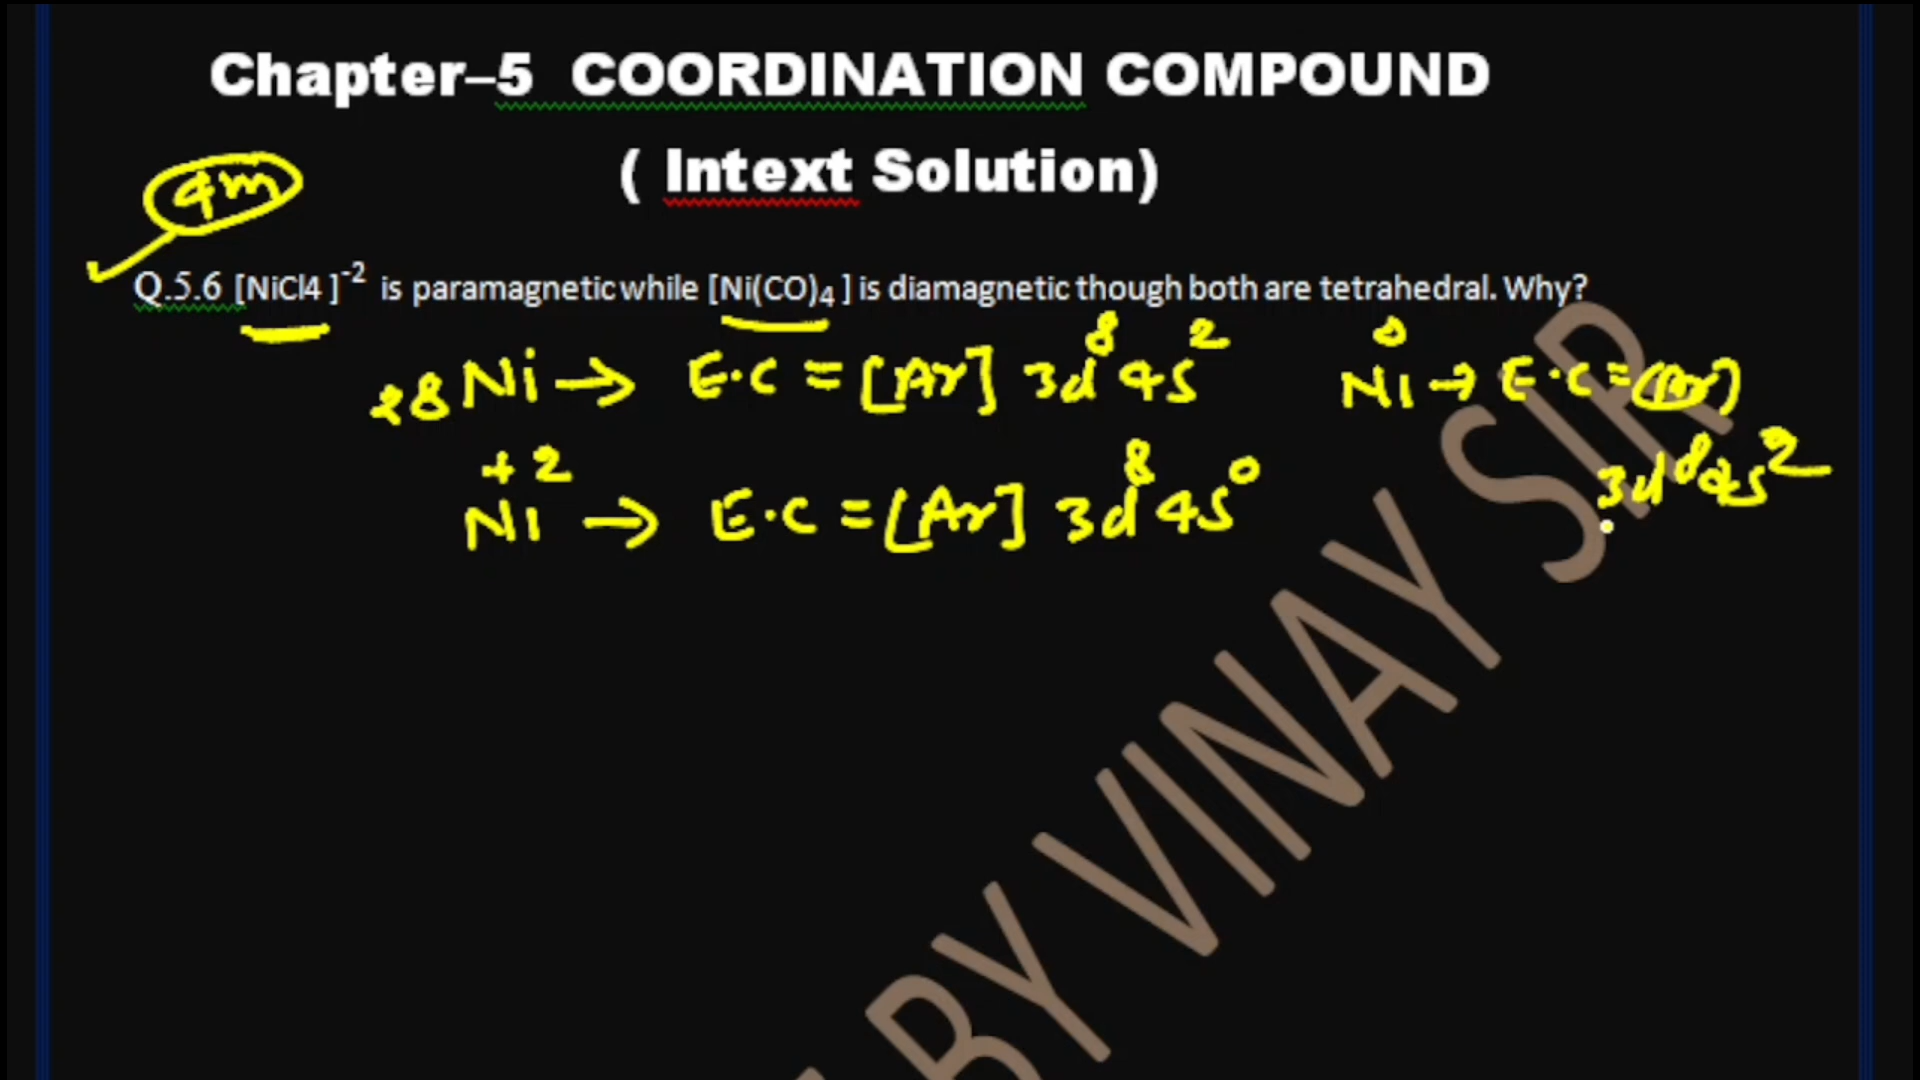 Chapter–5 COORDINATION COMPOUND
( Intext Solution)
4m
Q.5.6 [NiCl4 ]⁻² is paramagnetic while [Ni(CO)₄ ] is diamagnetic though both are tetrahedral. Why?
₂₈Ni → E.C = [Ar] 3d⁸ 4s²
Ni⁰ → E.C = (Ar)
3d⁸4s²
Ni⁺² → E.C = [Ar] 3d⁸ 4s⁰
BY VINAY SIR